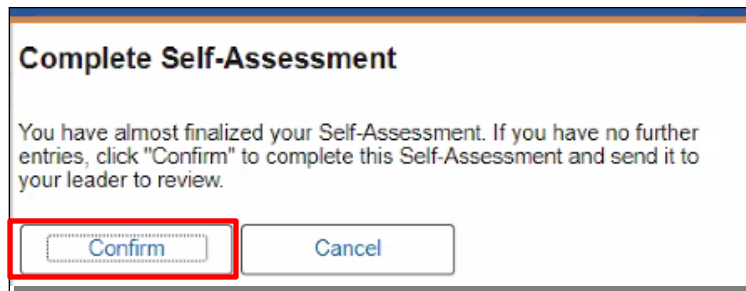 Complete Self-Assessment
You have almost finalized your Self-Assessment. If you have no further
entries, click "Confirm" to complete this Self-Assessment and send it to
your leader to review.
Confirm Cancel